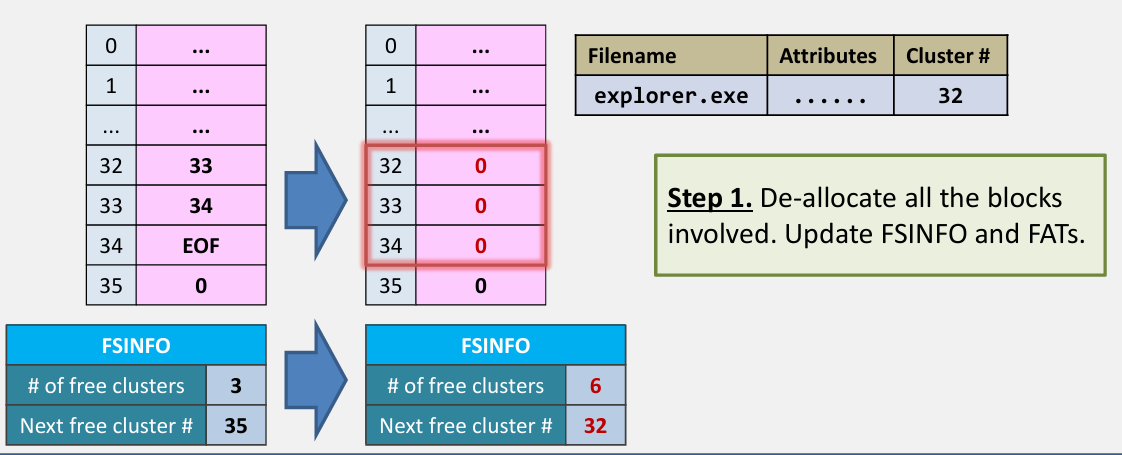 0 ...
1 ...
... ...
32 33
33 34
34 EOF
35 0
0 ...
1 ...
... ...
32 0
33 0
34 0
35 0
Filename Attributes Cluster #
explorer.exe ...... 32
Step 1. De-allocate all the blocks
involved. Update FSINFO and FATs.
FSINFO
# of free clusters 3
Next free cluster # 35
FSINFO
# of free clusters 6
Next free cluster # 32